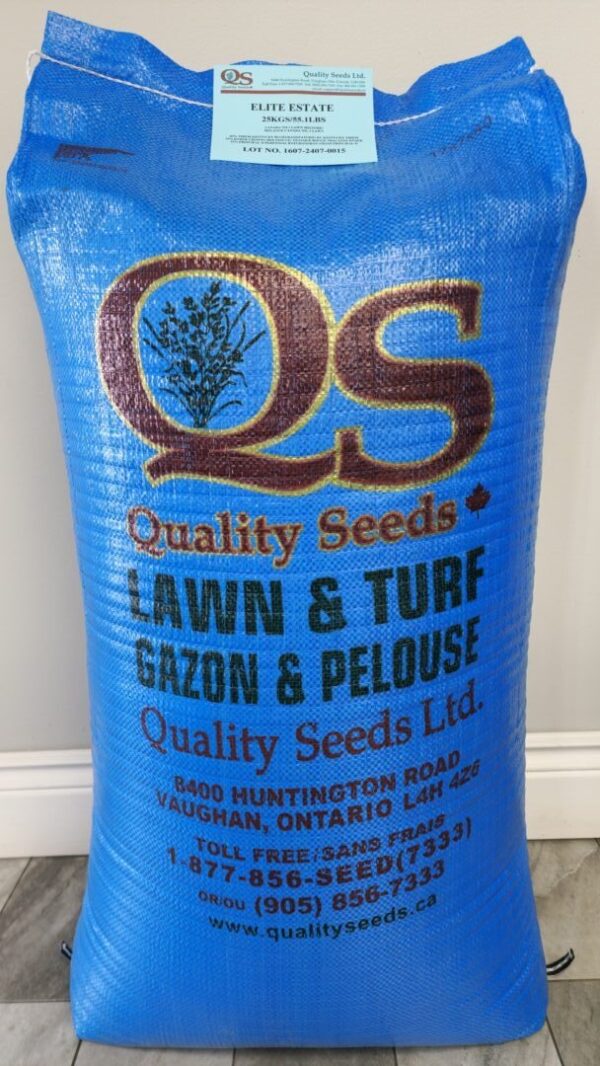 QS
Quality Seeds Ltd.
Quality Seeds
ELITE ESTATE
25KGS/55.1LBS
LOT NO. 1607-2407-0015
QS
Quality Seeds
LAWN & TURF
GAZON & PELOUSE
Quality Seeds Ltd.
8400 HUNTINGTON ROAD
VAUGHAN, ONTARIO L4H 4Z6
TOLL FREE/SANS FRAIS
1-877-856-SEED(7333)
OR/OU (905) 856-7333
www.qualityseeds.ca